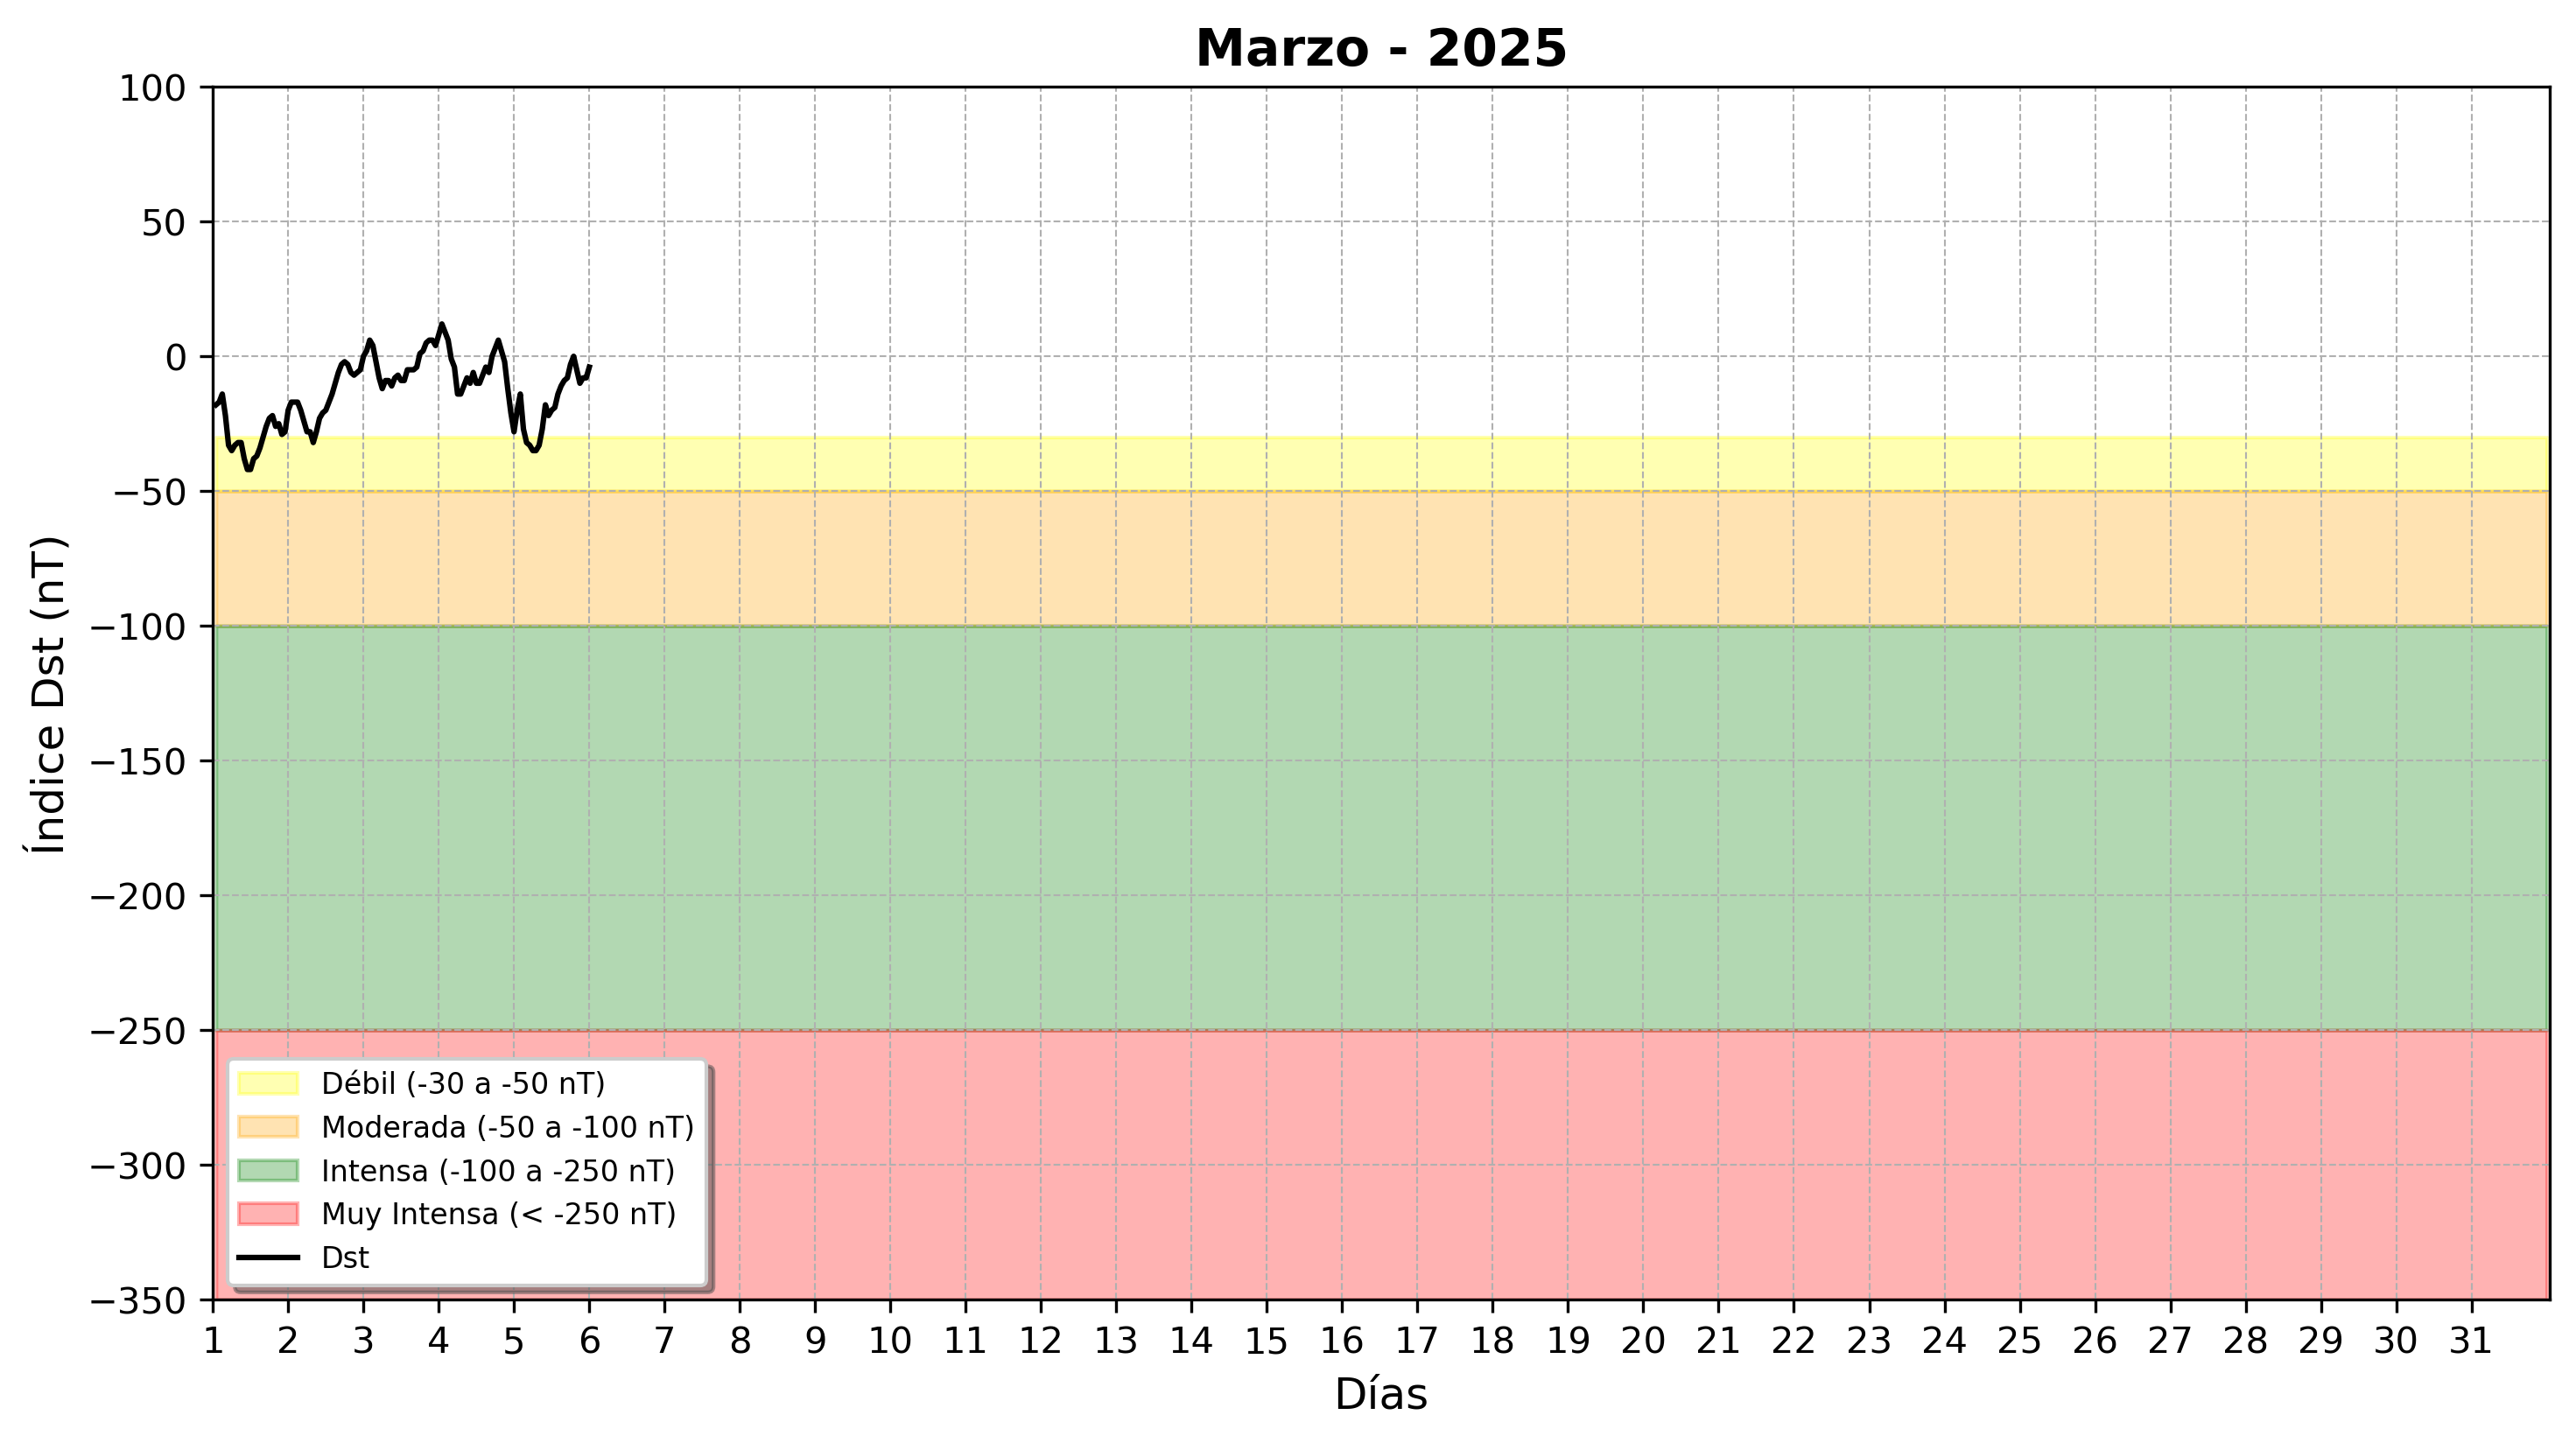 Marzo - 2025
Índice Dst (nT)
100
50
0
−50
−100
−150
−200
−250
−300
−350
Débil (-30 a -50 nT)
Moderada (-50 a -100 nT)
Intensa (-100 a -250 nT)
Muy Intensa (< -250 nT)
Dst
1 2 3 4 5 6 7 8 9 10 11 12 13 14 15 16 17 18 19 20 21 22 23 24 25 26 27 28 29 30 31
Días